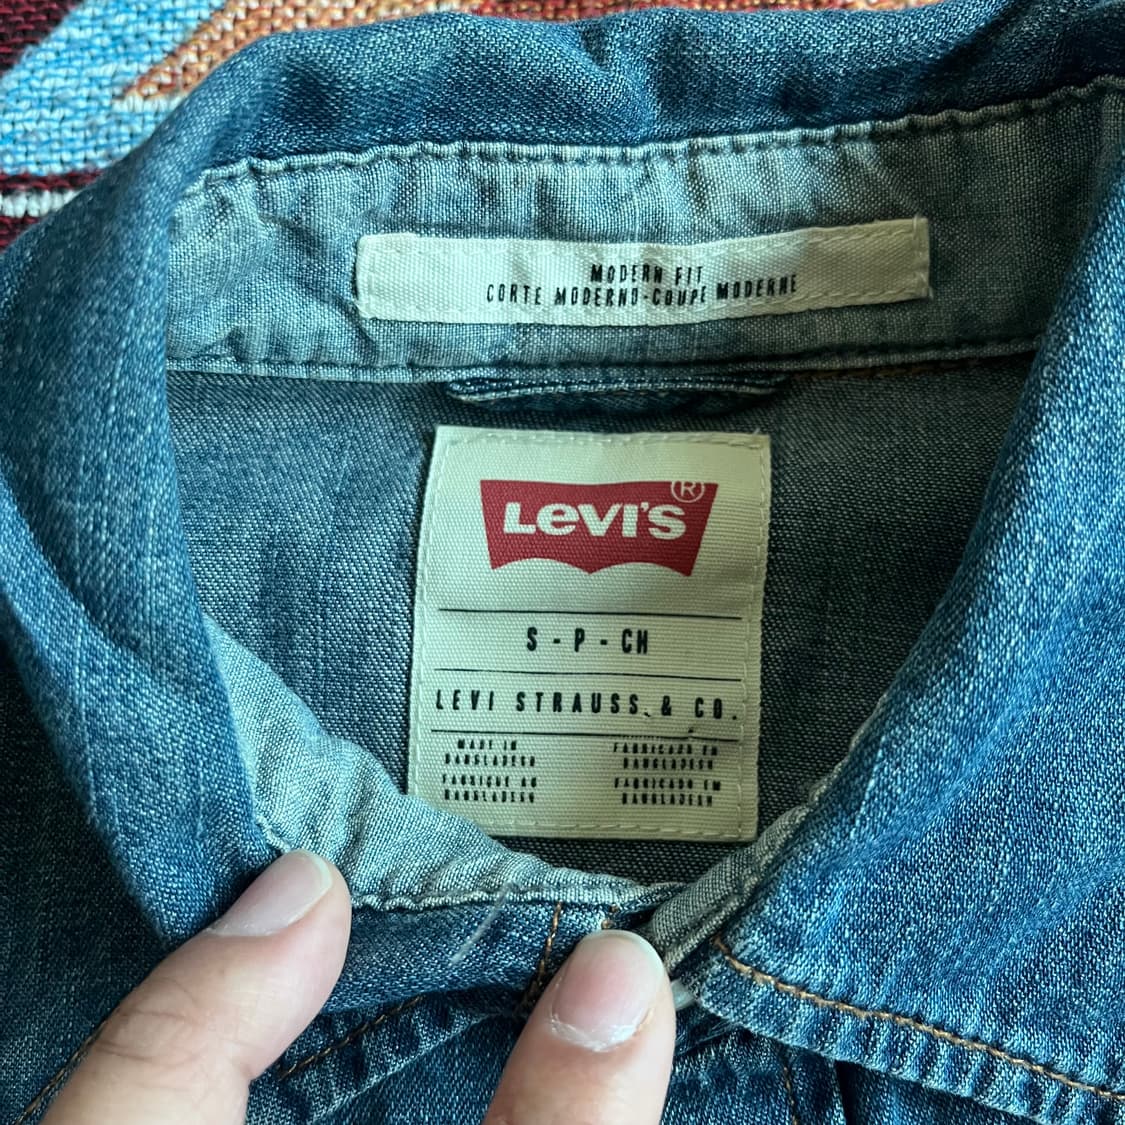 MODERN FIT
CORTE MODERNO-COUPE MODERNE
LEVI'S®
S - P - CH
LEVI STRAUSS & CO.
MADE IN
BANGLADESH
FABRIQUÉ AU
BANGLADESH
FABRICADO EN
BANGLADESH
FABRICADO EM
BANGLADESH